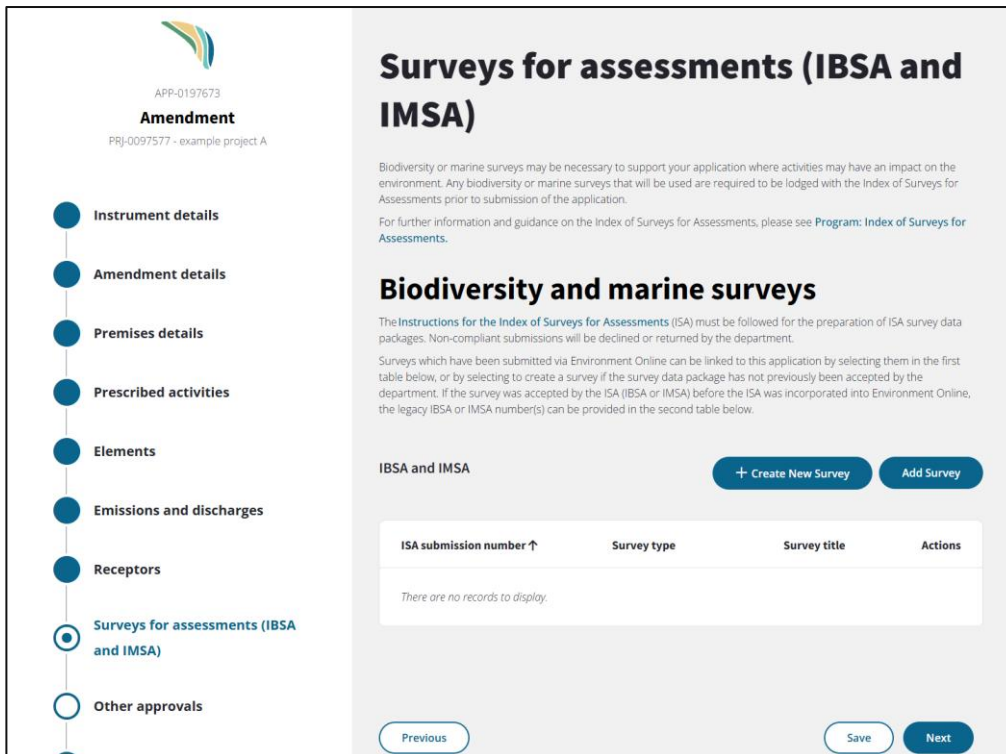 APP-0197673
Amendment
PRJ-0097577 - example project A
Instrument details
Amendment details
Premises details
Prescribed activities
Elements
Emissions and discharges
Receptors
Surveys for assessments (IBSA
and IMSA)
Other approvals
Surveys for assessments (IBSA and
IMSA)
Biodiversity or marine surveys may be necessary to support your application where activities may have an impact on the
environment. Any biodiversity or marine surveys that will be used are required to be lodged with the Index of Surveys for
Assessments prior to submission of the application.
For further information and guidance on the Index of Surveys for Assessments, please see Program: Index of Surveys for
Assessments.
Biodiversity and marine surveys
The Instructions for the Index of Surveys for Assessments (ISA) must be followed for the preparation of ISA survey data
packages. Non-compliant submissions will be declined or returned by the department.
Surveys which have been submitted via Environment Online can be linked to this application by selecting them in the first
table below, or by selecting to create a survey if the survey data package has not previously been accepted by the
department. If the survey was accepted by the ISA (IBSA or IMSA) before the ISA was incorporated into Environment Online,
the legacy IBSA or IMSA number(s) can be provided in the second table below.
IBSA and IMSA
+ Create New Survey
Add Survey
ISA submission number ↑ Survey type Survey title Actions
There are no records to display.
Previous
Save
Next